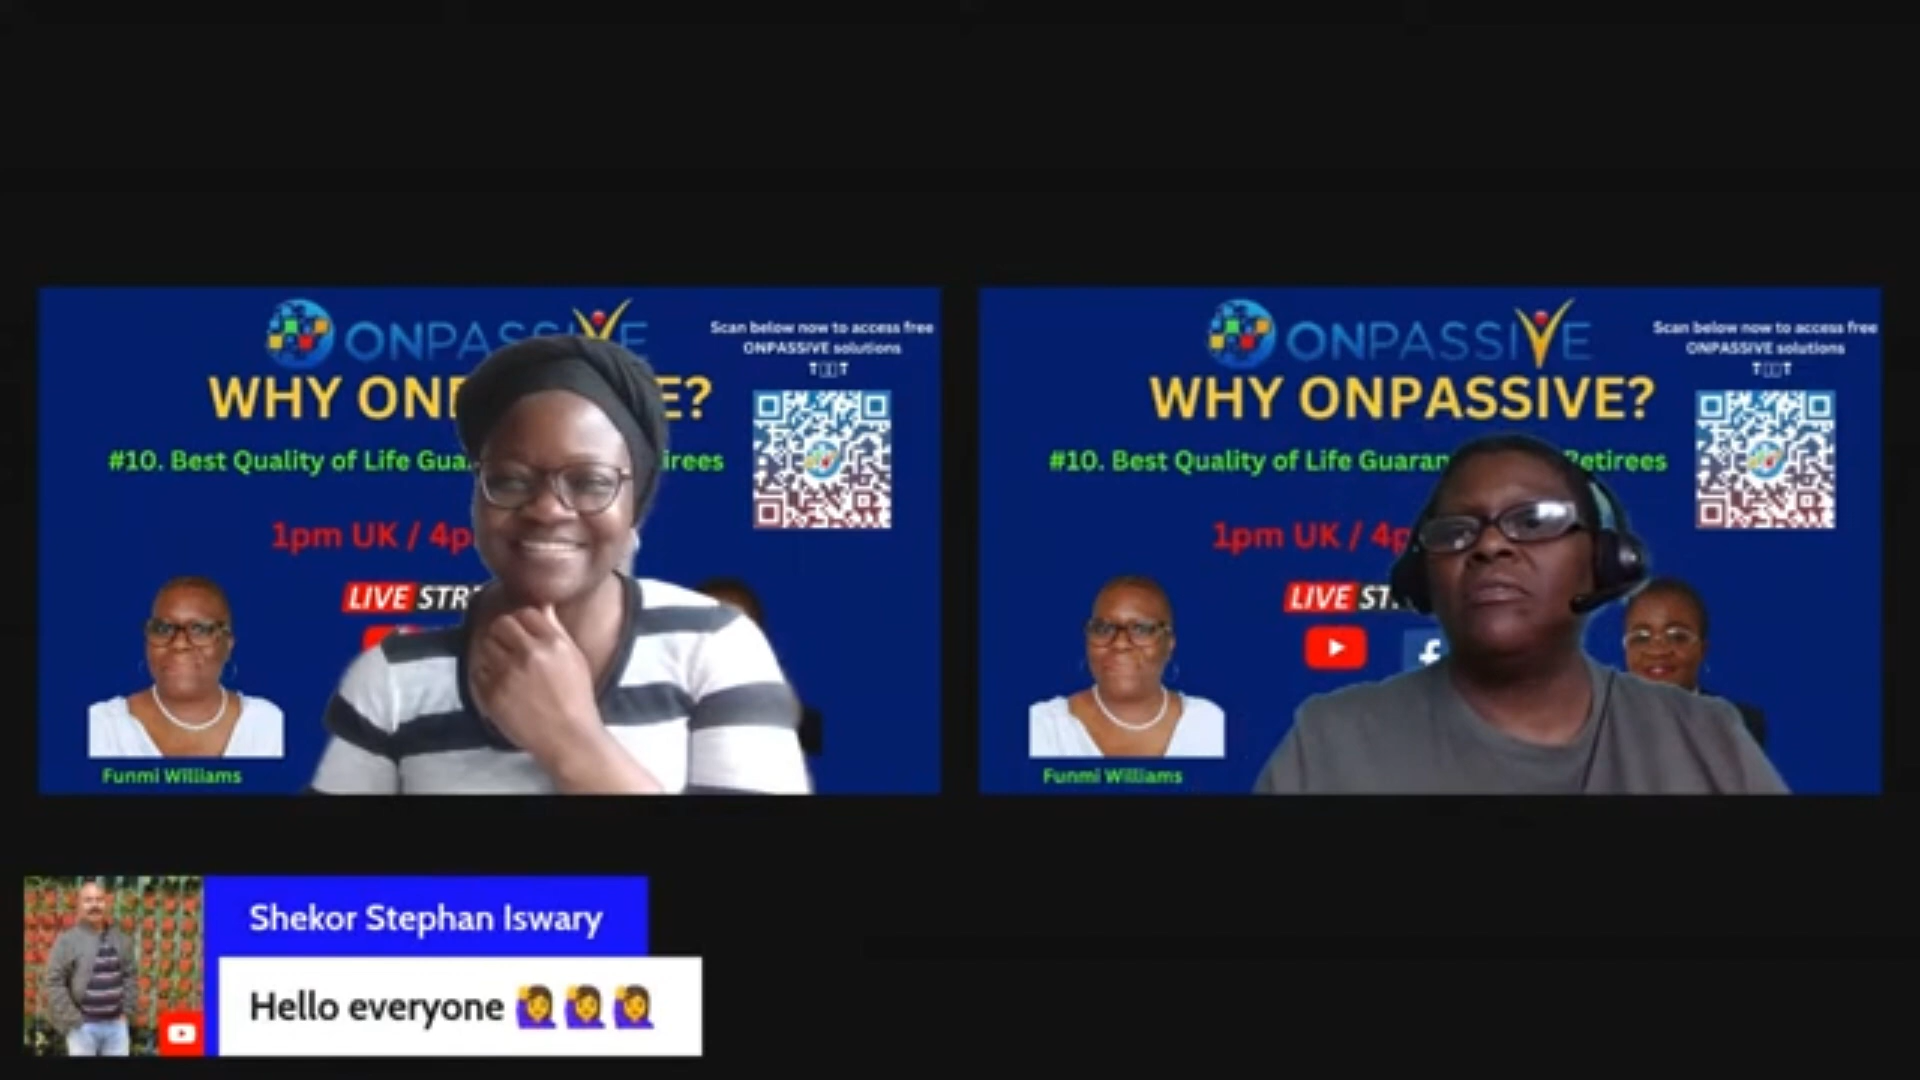 ONPASSIVE
Scan below now to access free
ONPASSIVE solutions
WHY ONP E?
#10. Best Quality of Life Gua irees
1pm UK / 4p
LIVE STR
Funmi Williams
ONPASSIVE
Scan below now to access free
ONPASSIVE solutions
WHY ONPASSIVE?
#10. Best Quality of Life Guaran Retirees
1pm UK / 4p
LIVE ST
Funmi Williams
Shekor Stephan Iswary
Hello everyone 🙋‍♀️🙋‍♀️🙋‍♀️